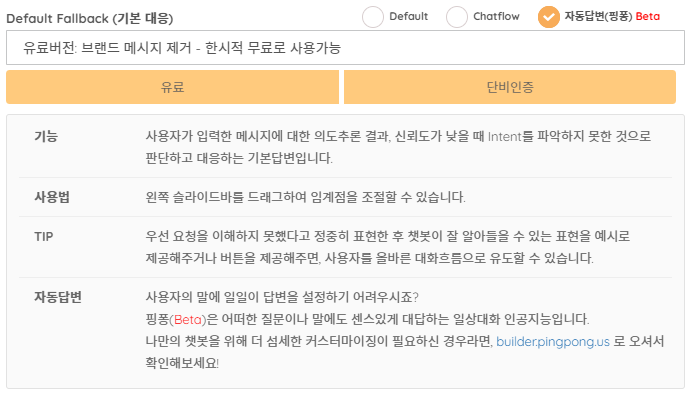 Default Fallback (기본 대응)
Default
Chatflow
자동답변(핑퐁) Beta
유료버전: 브랜드 메시지 제거 - 한시적 무료로 사용가능
유료
단비인증
기능
사용자가 입력한 메시지에 대한 의도추론 결과, 신뢰도가 낮을 때 Intent를 파악하지 못한 것으로
판단하고 대응하는 기본답변입니다.
사용법
왼쪽 슬라이드바를 드래그하여 임계점을 조절할 수 있습니다.
TIP
우선 요청을 이해하지 못했다고 정중히 표현한 후 챗봇이 잘 알아들을 수 있는 표현을 예시로
제공해주거나 버튼을 제공해주면, 사용자를 올바른 대화흐름으로 유도할 수 있습니다.
자동답변
사용자의 말에 일일이 답변을 설정하기 어려우시죠?
핑퐁(Beta)은 어떠한 질문이나 말에도 센스있게 대답하는 일상대화 인공지능입니다.
나만의 챗봇을 위해 더 섬세한 커스터마이징이 필요하신 경우라면, builder.pingpong.us 로 오셔서
확인해보세요!